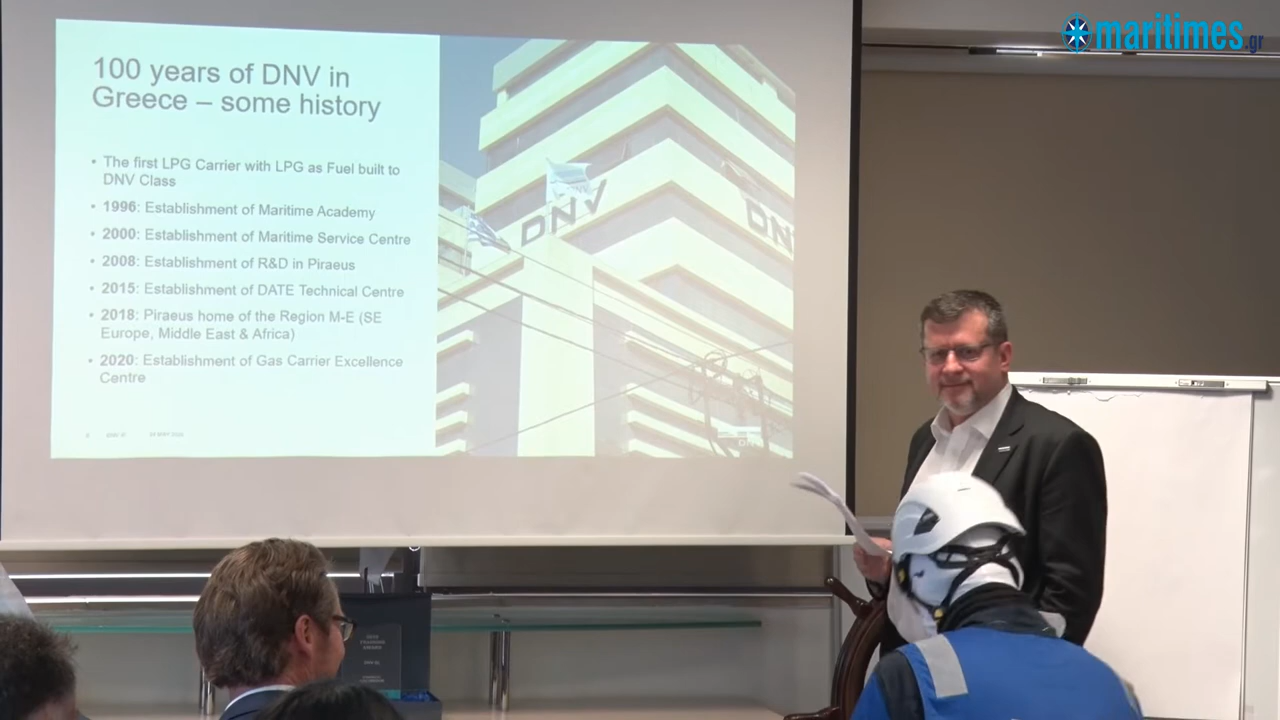 maritimes.gr
100 years of DNV in
Greece – some history
• The first LPG Carrier with LPG as Fuel built to
DNV Class
• 1996: Establishment of Maritime Academy
• 2000: Establishment of Maritime Service Centre
• 2008: Establishment of R&D in Piraeus
• 2015: Establishment of DATE Technical Centre
• 2018: Piraeus home of the Region M-E (SE
Europe, Middle East & Africa)
• 2020: Establishment of Gas Carrier Excellence
Centre
DNV
DN